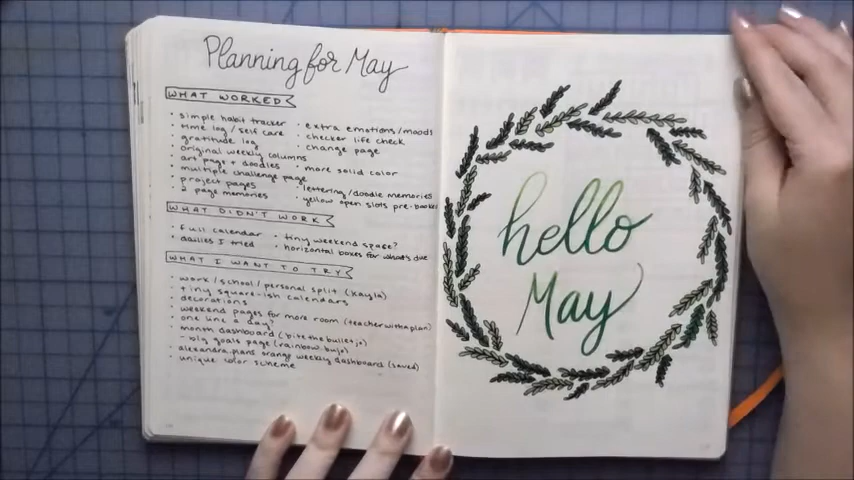 Planning for May
WHAT WORKED
• simple habit tracker
• time log / self care
• gratitude log
• original weekly columns
• art page + doodles
• multiple challenge page
• project pages
• 2 page memories
• extra emotions/moods
• checker life check
• change page
• more solid color
• lettering/doodle memories
• yellow open slots pre-booked
WHAT DIDN'T WORK
• full calendar
• dailies I tried
• tiny weekend space?
• horizontal boxes for what's due
WHAT I WANT TO TRY
• work/school/personal split (kayla)
• tiny square-ish calendars
• decorations
• weekend pages for more room (teacherwithaplan)
• one line a day?
• month dashboard (bitethebulletjo)
- big goals page (rainbow.bujo)
• alexandra.plans orange weekly dashboard (saved)
• unique color scheme
hello
May